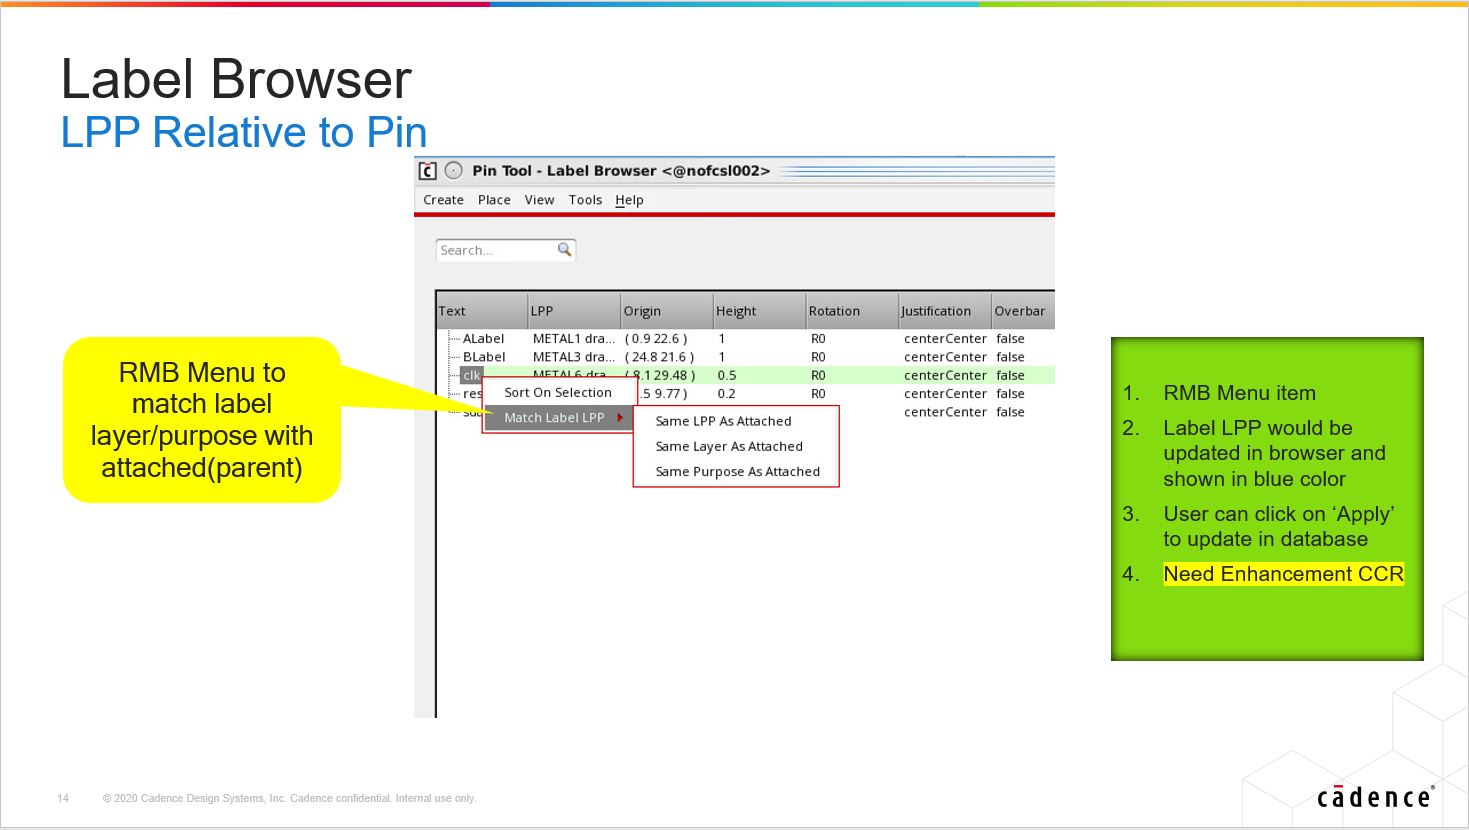 Label Browser
LPP Relative to Pin
Pin Tool - Label Browser <@nofcsl002>
Create Place View Tools Help
Search...
Text LPP Origin Height Rotation Justification Overbar
ALabel METAL1 dra... ( 0.9 22.6 ) 1 R0 centerCenter false
BLabel METAL3 dra... ( 24.8 21.6 ) 1 R0 centerCenter false
clk METAL6 dra... ( 8.1 29.48 ) 0.5 R0 centerCenter false
res .5 9.77 ) 0.2 R0 centerCenter false
centerCenter false
Sort On Selection
Match Label LPP
Same LPP As Attached
Same Layer As Attached
Same Purpose As Attached
RMB Menu to
match label
layer/purpose with
attached(parent)
1. RMB Menu item
2. Label LPP would be
updated in browser and
shown in blue color
3. User can click on ‘Apply’
to update in database
4. Need Enhancement CCR
14 © 2020 Cadence Design Systems, Inc. Cadence confidential. Internal use only.
cādence®